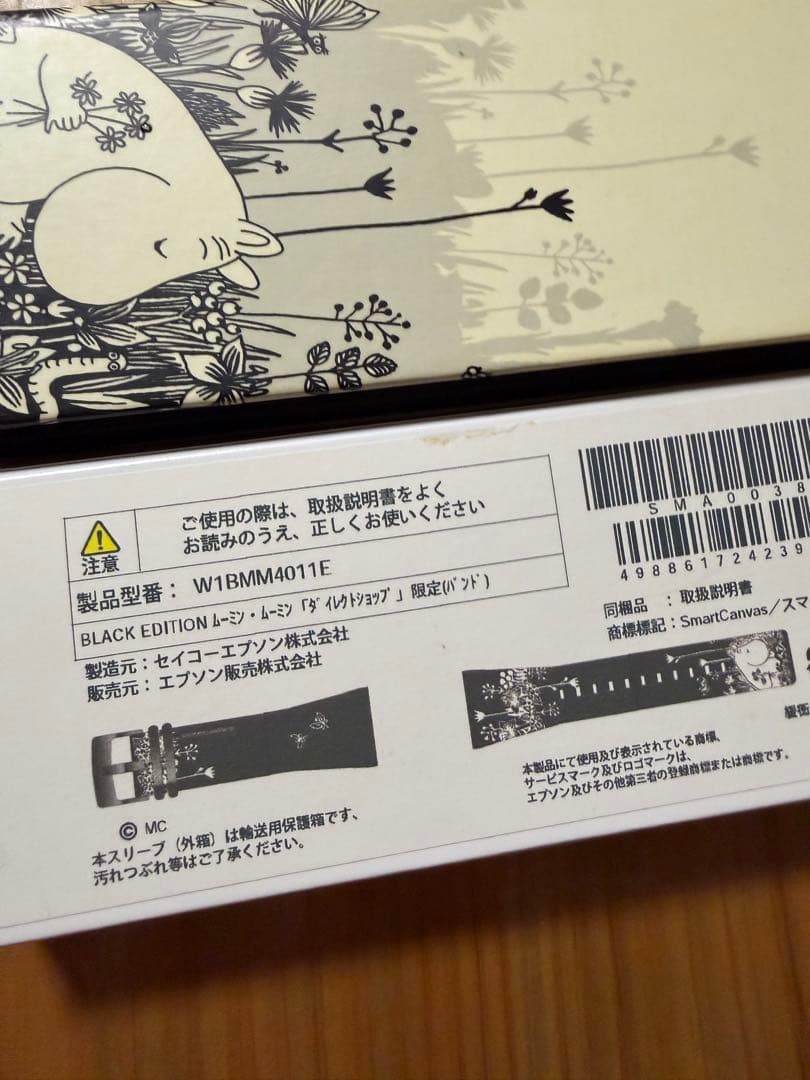 注意
ご使用の際は、取扱説明書をよく
お読みのうえ、正しくお使いください
製品型番： W1BMM4011E
BLACK EDITION ﾑｰﾐﾝ・ﾑｰﾐﾝ「ﾀﾞｲﾚｸﾄｼｮｯﾌﾟ」限定(ﾊﾞﾝﾄﾞ)
製造元：セイコーエプソン株式会社
販売元：エプソン販売株式会社
SMA0038
498861724239
同梱品 ：取扱説明書
商標標記：SmartCanvas／スマ
本製品にて使用及び表示されている商標、
サービスマーク及びロゴマークは、
エプソン及びその他第三者の登録商標または商標です。
© MC
本スリーブ（外箱）は輸送用保護箱です、
汚れつぶれ等はご了承ください。